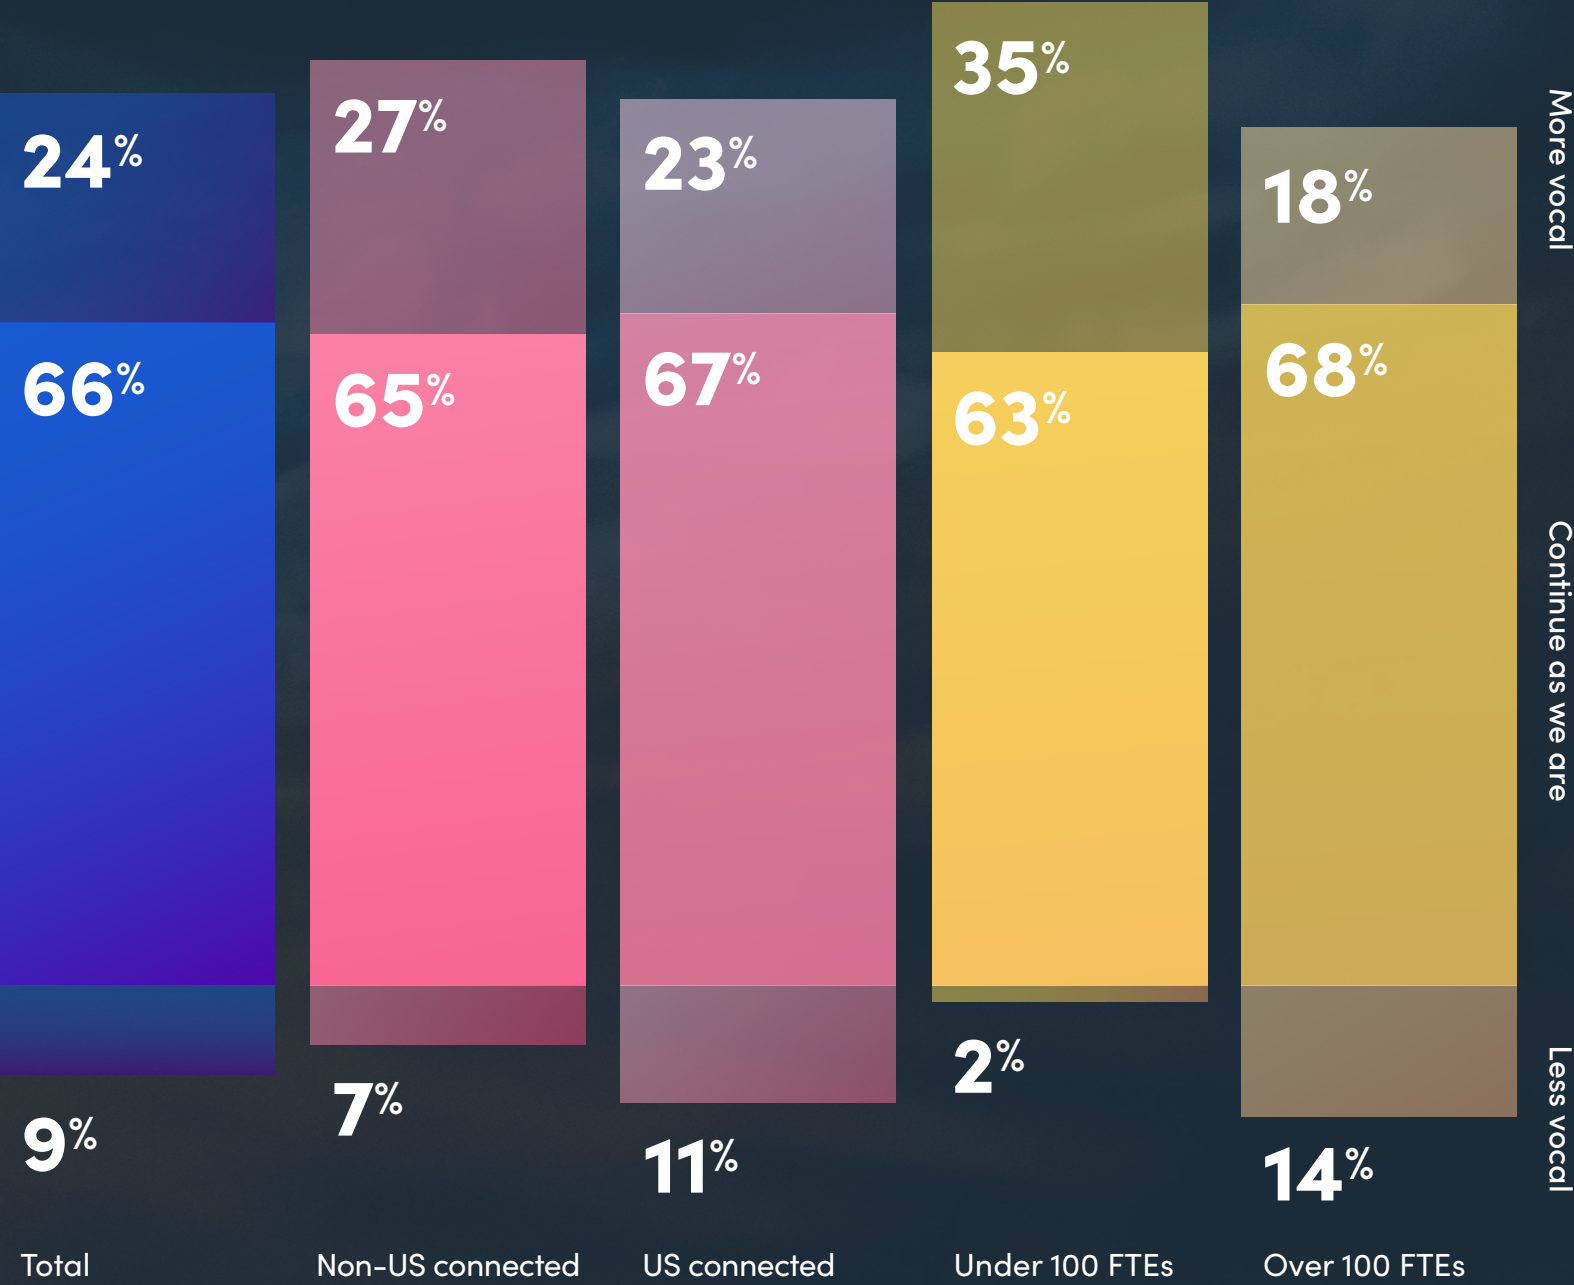 24%
27%
23%
35%
18%
More vocal
66%
65%
67%
63%
68%
Continue as we are
9%
7%
11%
2%
14%
Less vocal
Total
Non-US connected
US connected
Under 100 FTEs
Over 100 FTEs